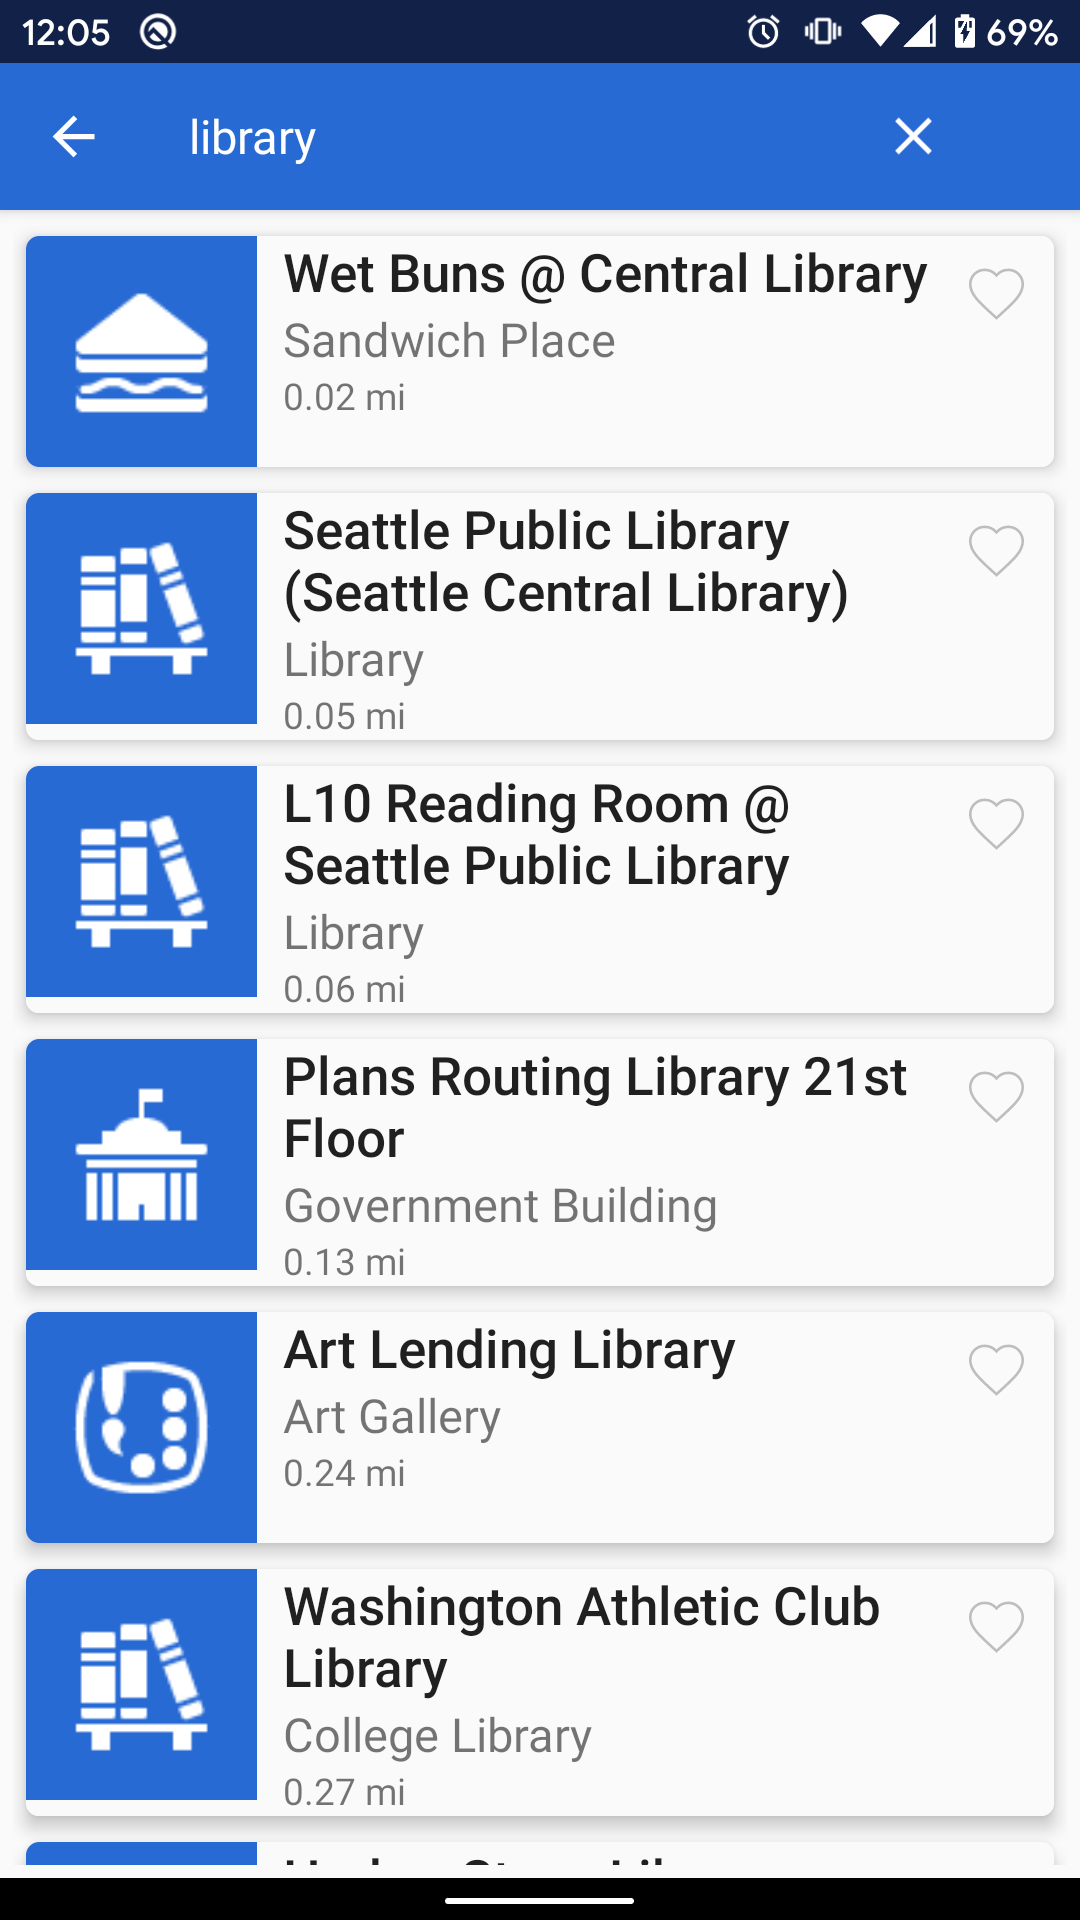 12:05
69%
library
Wet Buns @ Central Library
Sandwich Place
0.02 mi
Seattle Public Library
(Seattle Central Library)
Library
0.05 mi
L10 Reading Room @
Seattle Public Library
Library
0.06 mi
Plans Routing Library 21st
Floor
Government Building
0.13 mi
Art Lending Library
Art Gallery
0.24 mi
Washington Athletic Club
Library
College Library
0.27 mi